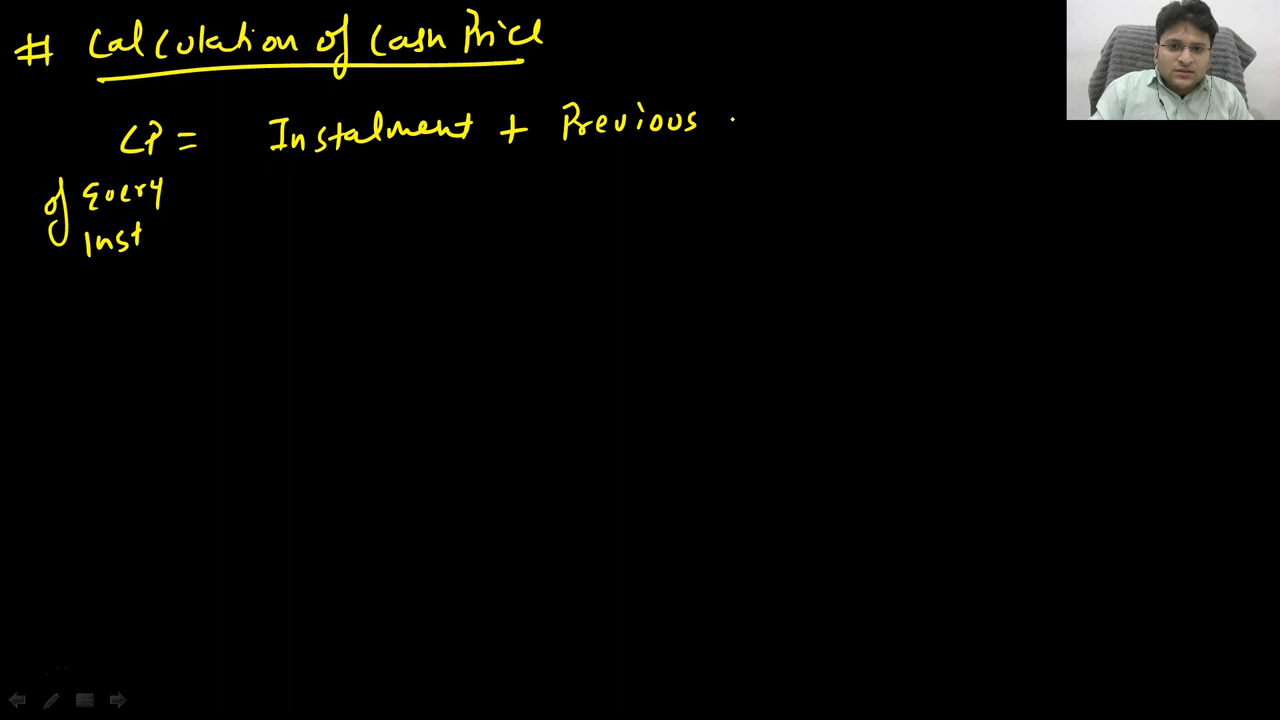 # Calculation of Cash Price
CP = Instalment + Previous
of Every
Inst